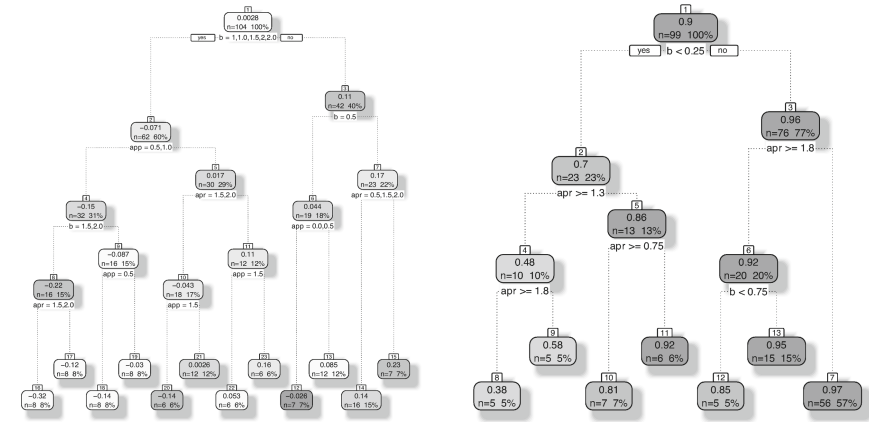 1
0.0028
n=104 100%
yes b = 1,1.0,1.5,2,2.0 no
3
0.11
n=42 40%
b = 0.5
2
−0.071
n=62 60%
app = 0.5,1.0
5
0.017
n=30 29%
apr = 1.5,2.0
7
0.17
n=23 22%
apr = 0.5,1.5,2.0
4
−0.15
n=32 31%
b = 1.5,2.0
6
0.044
n=19 18%
app = 0.0,0.5
9
−0.087
n=16 15%
app = 0.5
11
0.11
n=12 12%
app = 1.5
8
−0.22
n=16 15%
apr = 1.5,2.0
10
−0.043
n=18 17%
app = 1.5
17
−0.12
n=8 8%
19
−0.03
n=8 8%
21
0.0026
n=12 12%
23
0.16
n=6 6%
13
0.085
n=12 12%
15
0.23
n=7 7%
16
−0.32
n=8 8%
18
−0.14
n=8 8%
20
−0.14
n=6 6%
22
0.053
n=6 6%
12
−0.026
n=7 7%
14
0.14
n=16 15%
1
0.9
n=99 100%
yes b < 0.25 no
3
0.96
n=76 77%
apr >= 1.8
2
0.7
n=23 23%
apr >= 1.3
5
0.86
n=13 13%
apr >= 0.75
4
0.48
n=10 10%
apr >= 1.8
6
0.92
n=20 20%
b < 0.75
9
0.58
n=5 5%
11
0.92
n=6 6%
13
0.95
n=15 15%
8
0.38
n=5 5%
10
0.81
n=7 7%
12
0.85
n=5 5%
7
0.97
n=56 57%